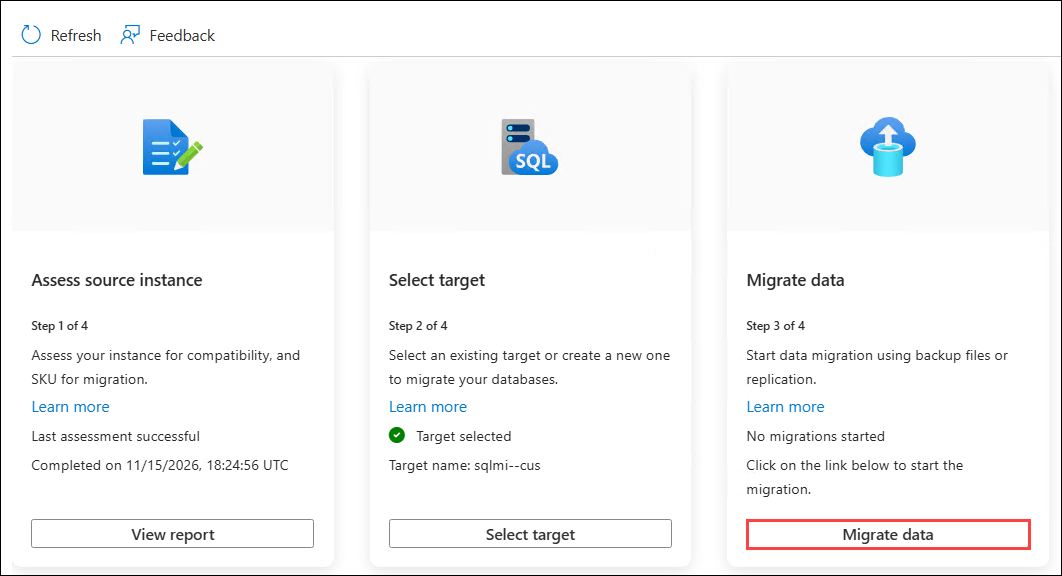 Refresh
Feedback
SQL
Assess source instance
Step 1 of 4
Assess your instance for compatibility, and
SKU for migration.
Learn more
Last assessment successful
Completed on 11/15/2026, 18:24:56 UTC
View report
Select target
Step 2 of 4
Select an existing target or create a new one
to migrate your databases.
Learn more
Target selected
Target name: sqlmi--cus
Select target
Migrate data
Step 3 of 4
Start data migration using backup files or
replication.
Learn more
No migrations started
Click on the link below to start the
migration.
Migrate data